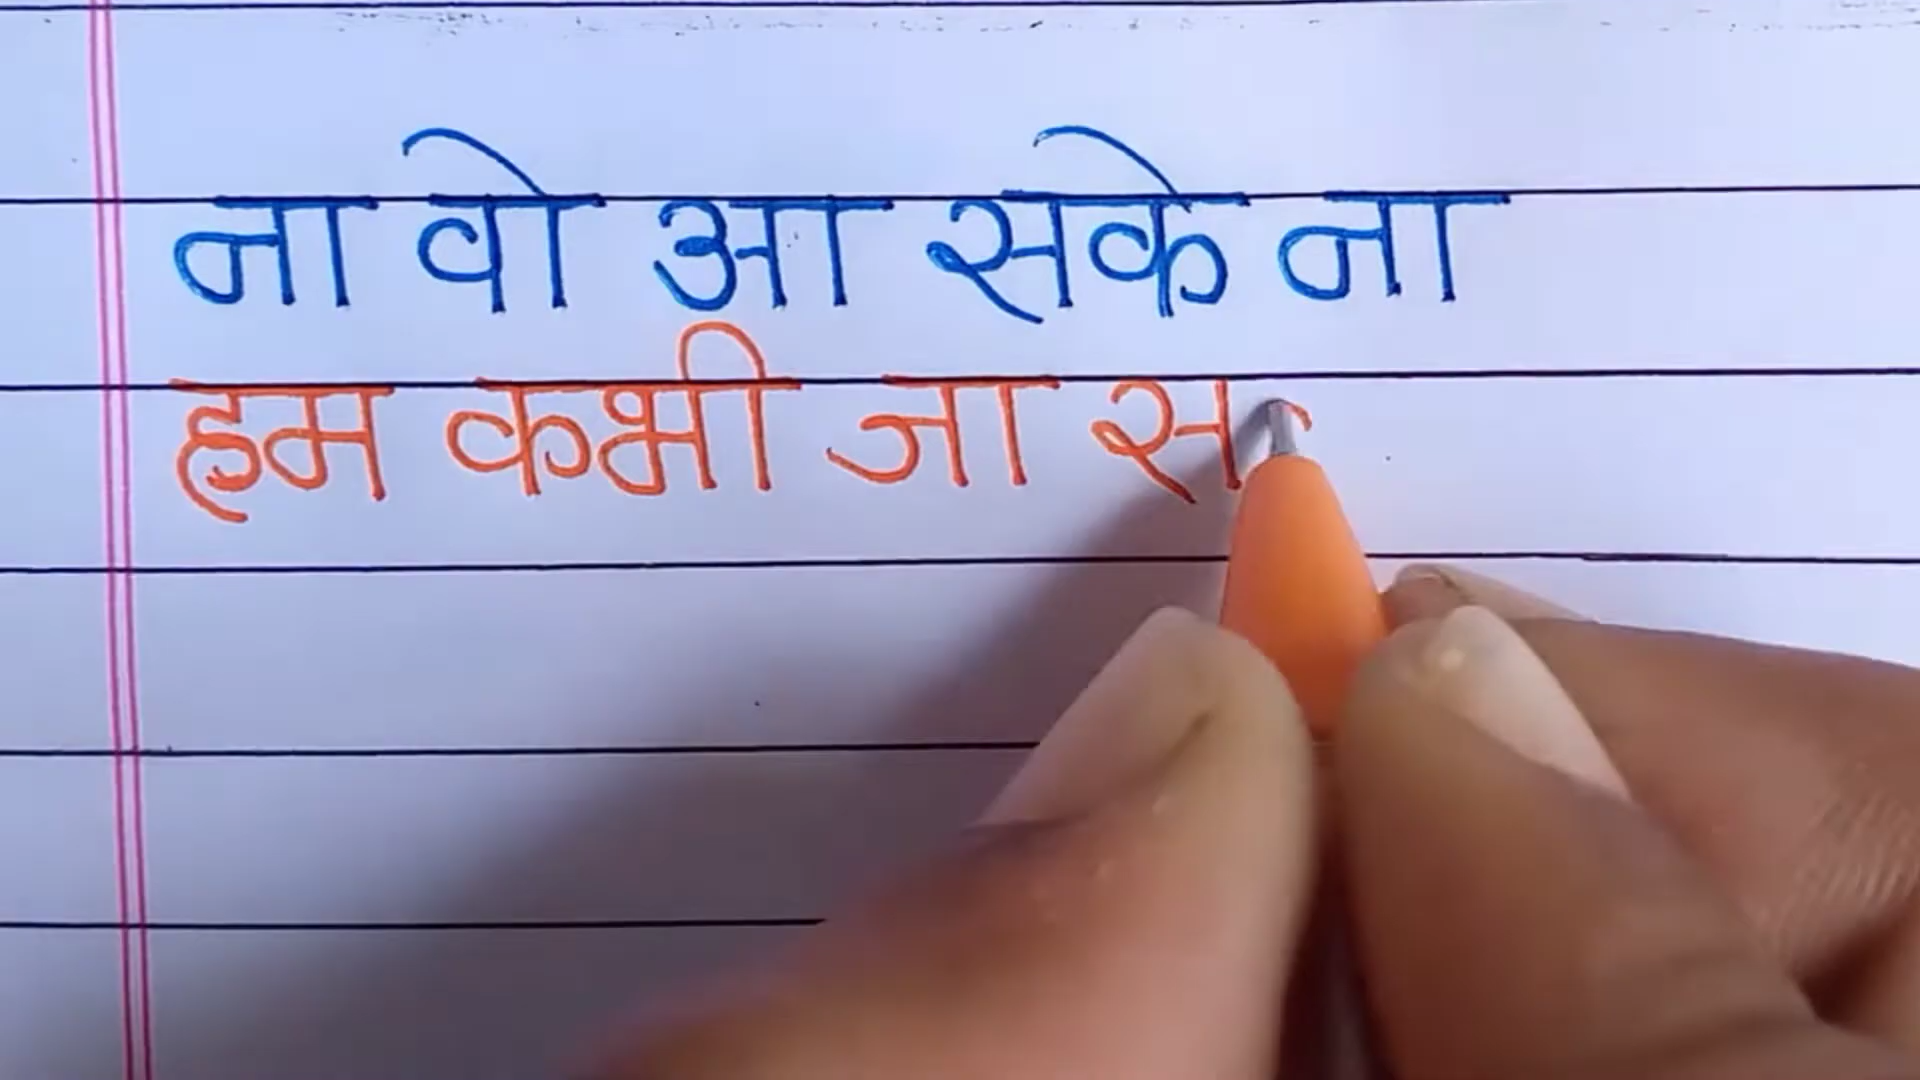 ना वो आ सके ना
हम कभी जा स